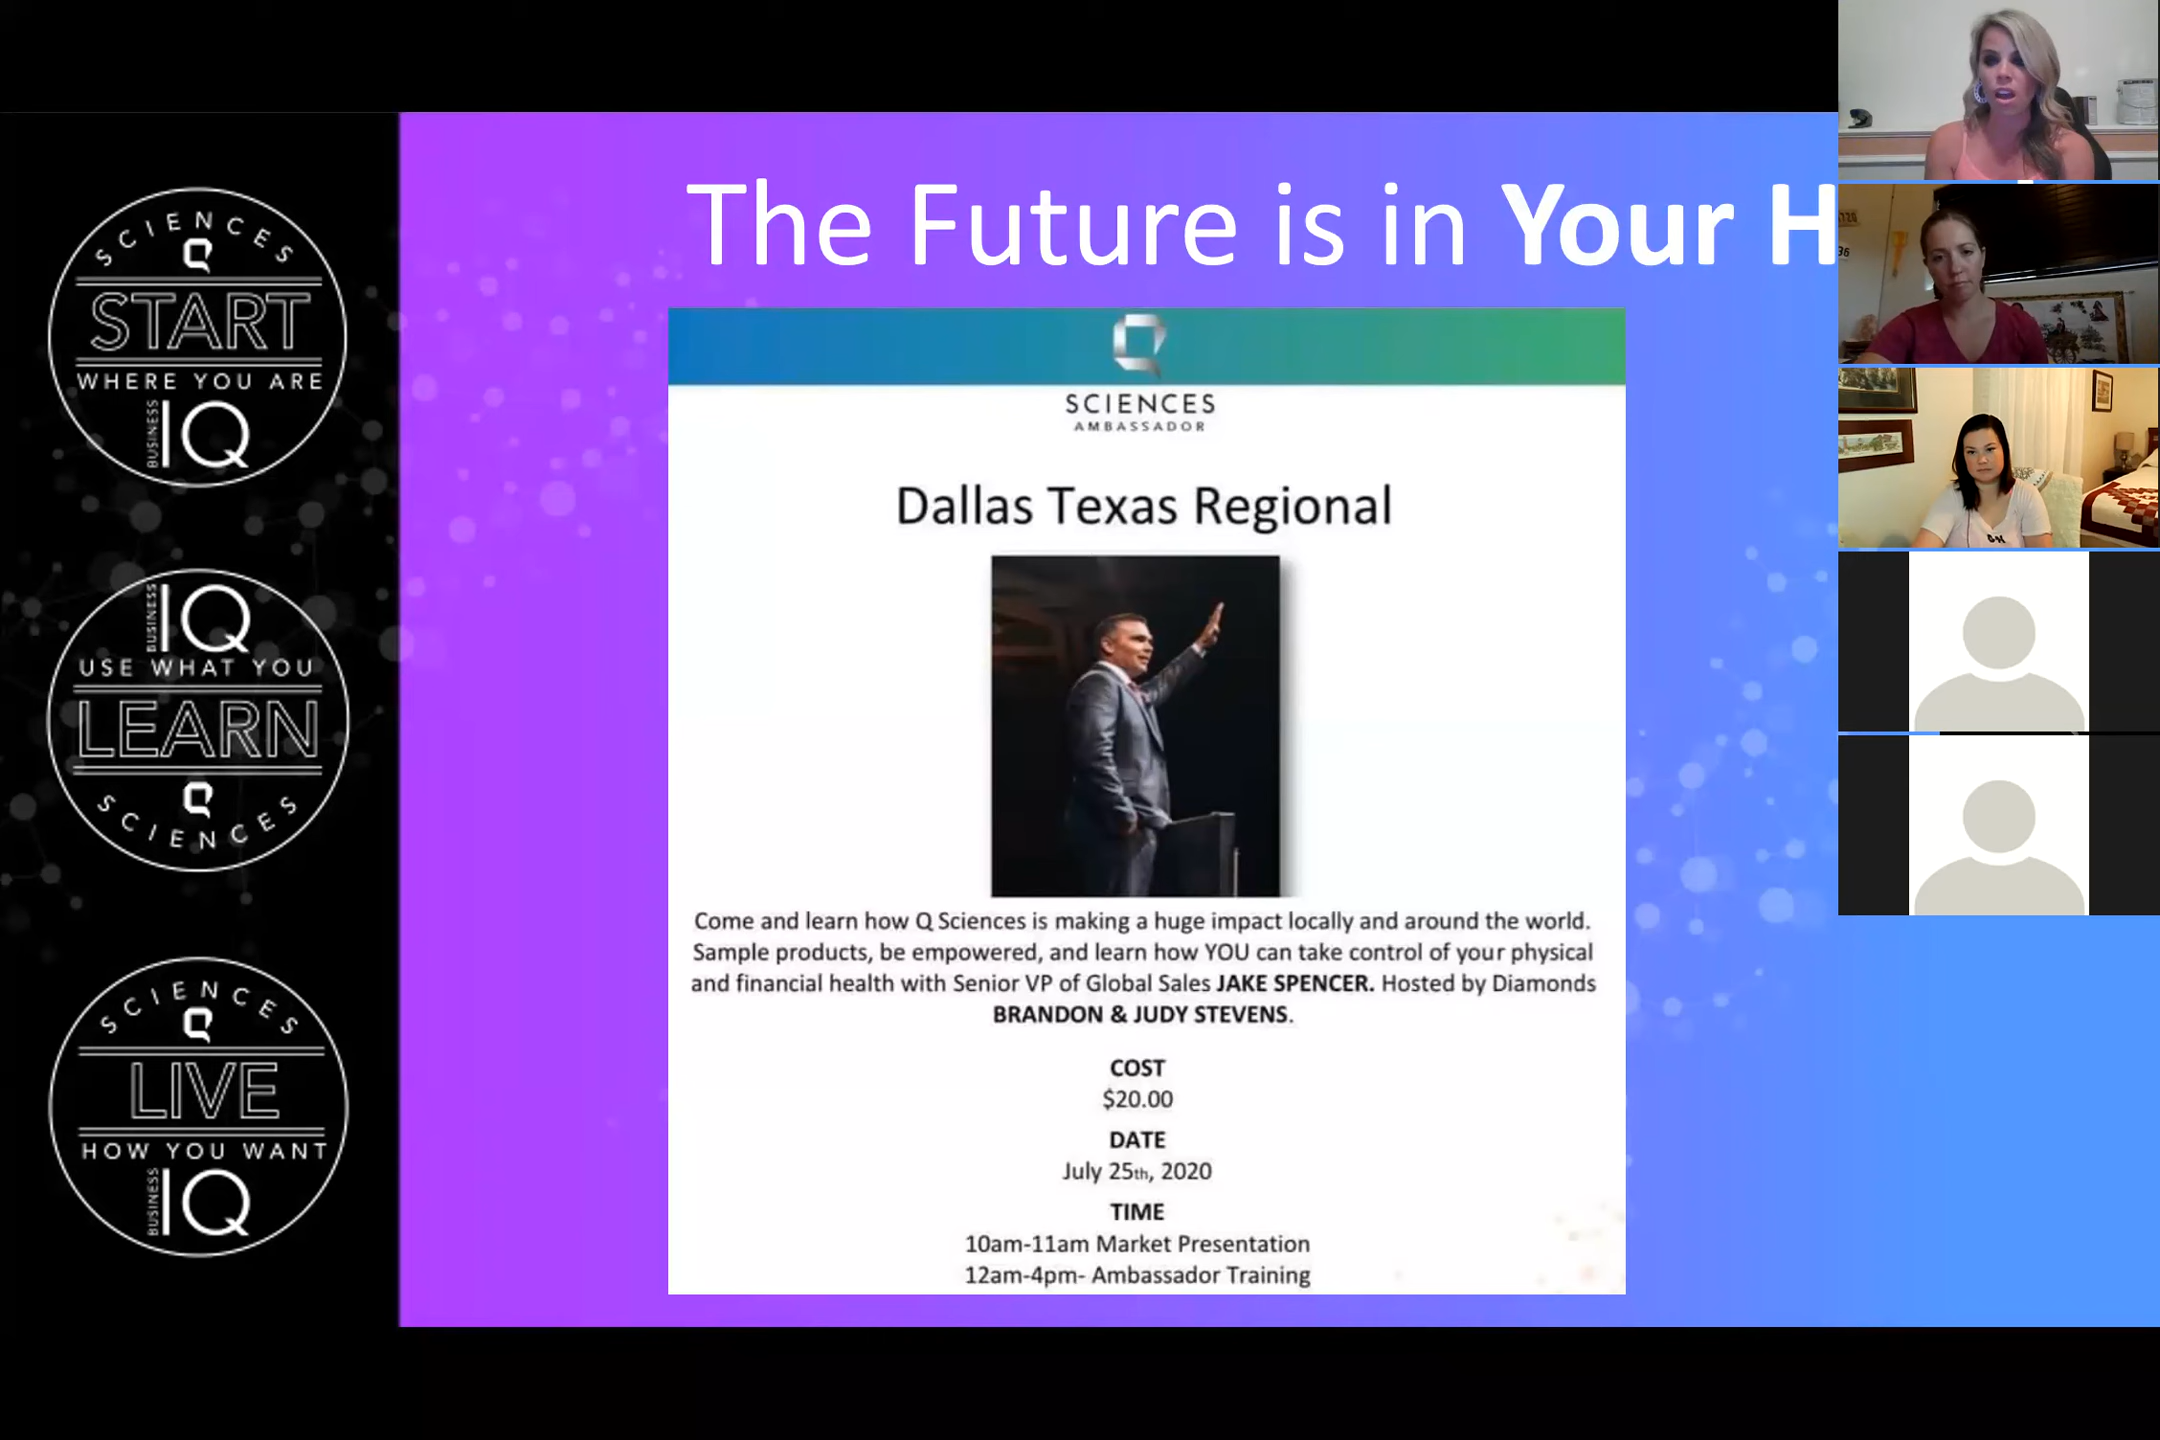 SCIENCES
Q
START
WHERE YOU ARE
BUSINESS IQ
BUSINESS IQ
USE WHAT YOU
LEARN
Q
SCIENCES
SCIENCES
Q
LIVE
HOW YOU WANT
BUSINESS IQ
The Future is in Your H
Q
SCIENCES
AMBASSADOR
Dallas Texas Regional
Come and learn how Q Sciences is making a huge impact locally and around the world.
Sample products, be empowered, and learn how YOU can take control of your physical
and financial health with Senior VP of Global Sales JAKE SPENCER. Hosted by Diamonds
BRANDON & JUDY STEVENS.
COST
$20.00
DATE
July 25th, 2020
TIME
10am-11am Market Presentation
12am-4pm- Ambassador Training